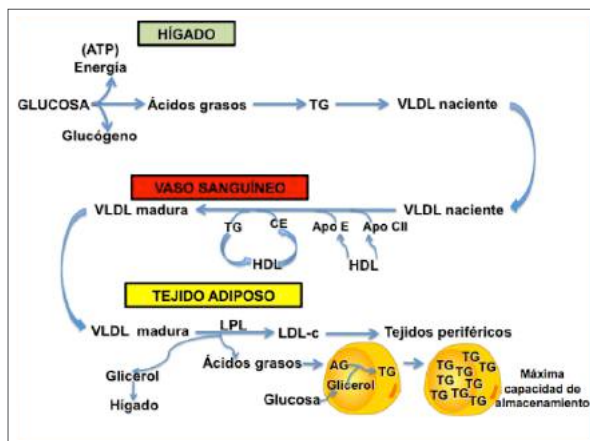 HÍGADO
(ATP)
Energía
GLUCOSA Ácidos grasos TG VLDL naciente
Glucógeno
VASO SANGUÍNEO
VLDL madura VLDL naciente
TG CE Apo E Apo CII
HDL HDL
TEJIDO ADIPOSO
VLDL madura LPL LDL-c Tejidos periféricos
Glicerol Ácidos grasos AG TG
Glicerol
Hígado Glucosa
TG
TG TG
TG TG
TG TG
TG TG
TG
Máxima
capacidad de
almacenamiento